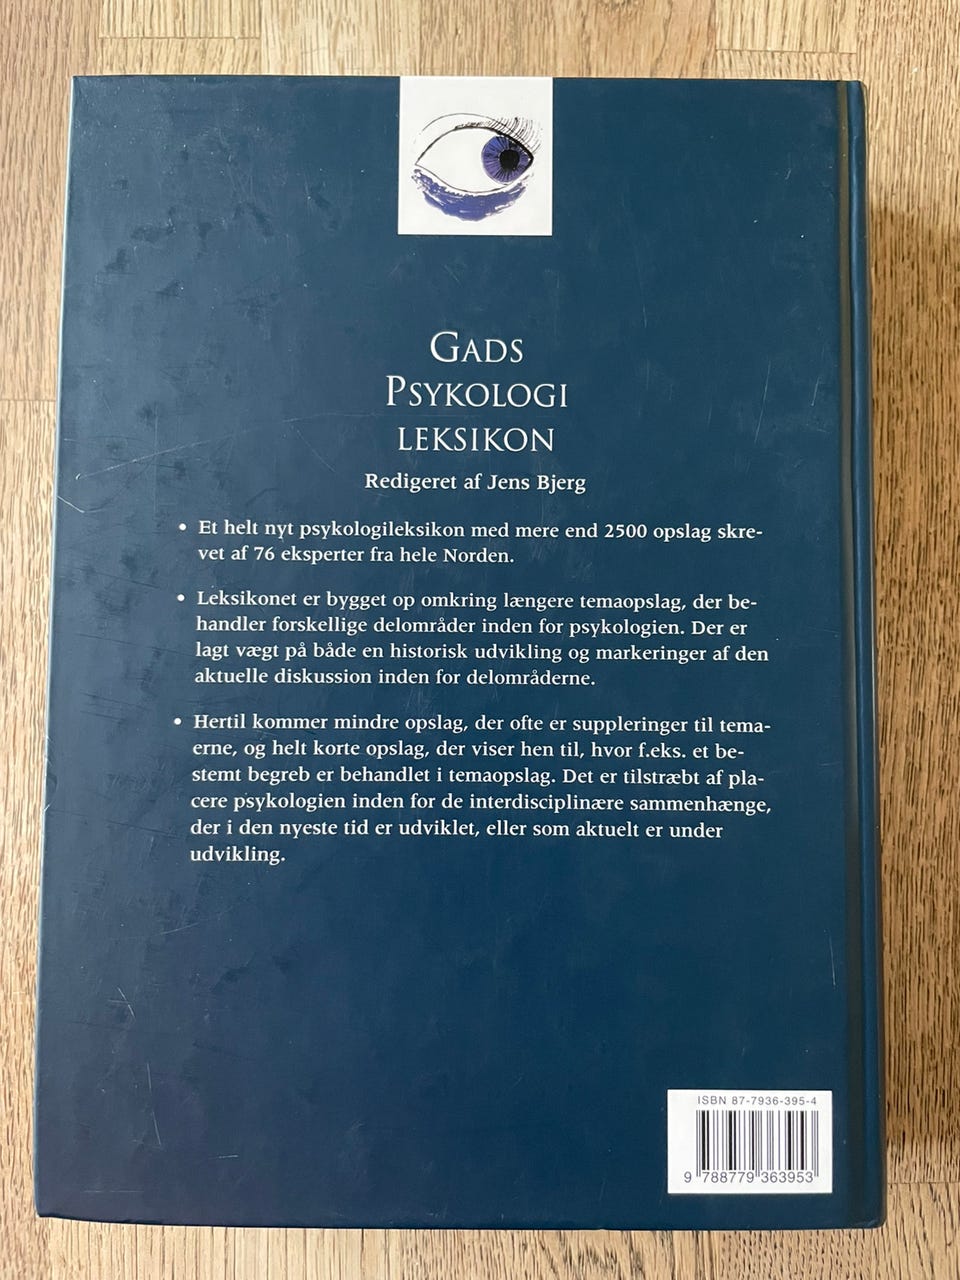 GADS
PSYKOLOGI
LEKSIKON
Redigeret af Jens Bjerg
• Et helt nyt psykologileksikon med mere end 2500 opslag skre-
vet af 76 eksperter fra hele Norden.
• Leksikonet er bygget op omkring længere temaopslag, der be-
handler forskellige delområder inden for psykologien. Der er
lagt vægt på både en historisk udvikling og markeringer af den
aktuelle diskussion inden for delområderne.
• Hertil kommer mindre opslag, der ofte er suppleringer til tema-
erne, og helt korte opslag, der viser hen til, hvor f.eks. et be-
stemt begreb er behandlet i temaopslag. Det er tilstræbt af pla-
cere psykologien inden for de interdisciplinære sammenhænge,
der i den nyeste tid er udviklet, eller som aktuelt er under
udvikling.
ISBN 87-7936-395-4
9 788779 363953